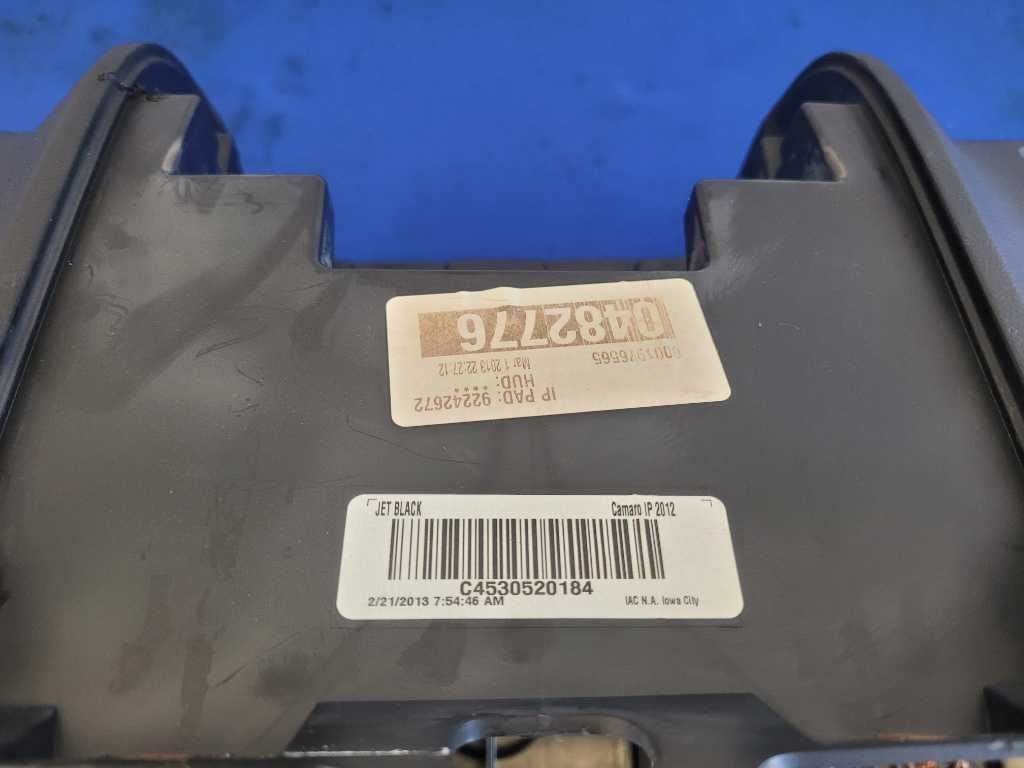 IP PAD: 92242672
HUD: ****
Mar 1 2013 22:27:12
0001976565
0482776
JET BLACK
Camaro IP 2012
C4530520184
2/21/2013 7:54:46 AM
IAC N.A. Iowa City